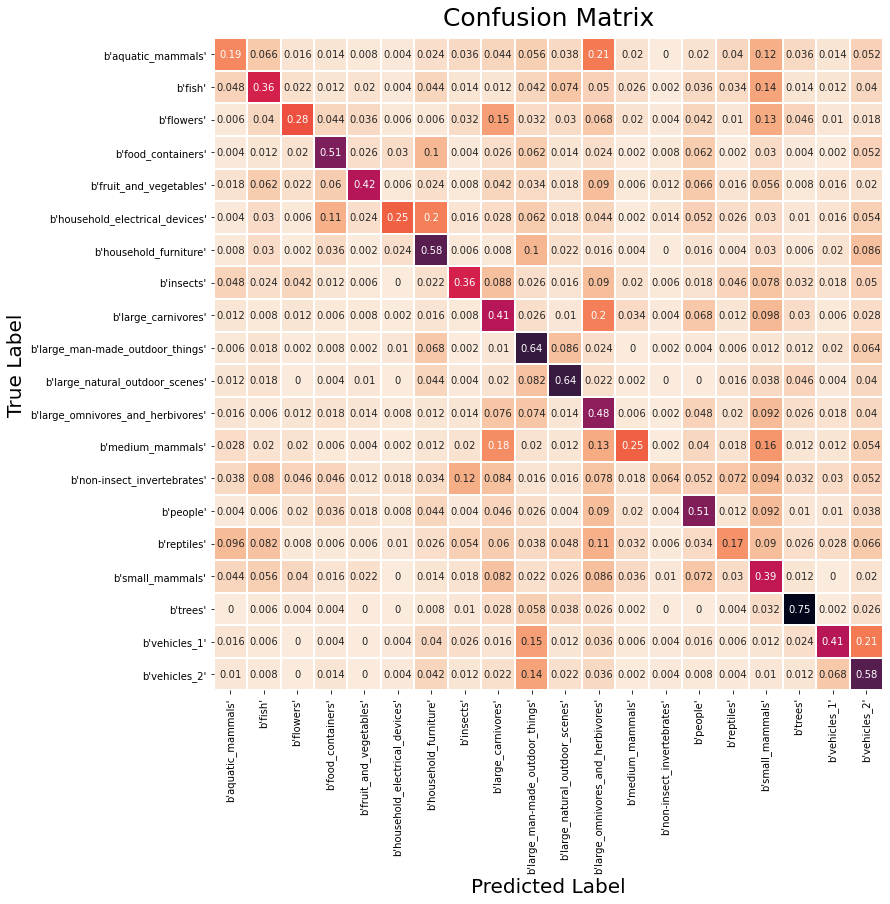 Confusion Matrix
True Label
b'aquatic_mammals' 0.19 0.066 0.016 0.014 0.008 0.004 0.024 0.036 0.044 0.056 0.038 0.21 0.02 0 0.02 0.04 0.12 0.036 0.014 0.052
b'fish' 0.048 0.36 0.022 0.012 0.02 0.004 0.044 0.014 0.012 0.042 0.074 0.05 0.026 0.002 0.036 0.034 0.14 0.014 0.012 0.04
b'flowers' 0.006 0.04 0.28 0.044 0.036 0.006 0.006 0.032 0.15 0.032 0.03 0.068 0.02 0.004 0.042 0.01 0.13 0.046 0.01 0.018
b'food_containers' 0.004 0.012 0.02 0.51 0.026 0.03 0.1 0.004 0.026 0.062 0.014 0.024 0.002 0.008 0.062 0.002 0.03 0.004 0.002 0.052
b'fruit_and_vegetables' 0.018 0.062 0.022 0.06 0.42 0.006 0.024 0.008 0.042 0.034 0.018 0.09 0.006 0.012 0.066 0.016 0.056 0.008 0.016 0.02
b'household_electrical_devices' 0.004 0.03 0.006 0.11 0.024 0.25 0.2 0.016 0.028 0.062 0.018 0.044 0.002 0.014 0.052 0.026 0.03 0.01 0.016 0.054
b'household_furniture' 0.008 0.03 0.002 0.036 0.002 0.024 0.58 0.006 0.008 0.1 0.022 0.016 0.004 0 0.016 0.004 0.03 0.006 0.02 0.086
b'insects' 0.048 0.024 0.042 0.012 0.006 0 0.022 0.36 0.088 0.026 0.016 0.09 0.02 0.006 0.018 0.046 0.078 0.032 0.018 0.05
b'large_carnivores' 0.012 0.008 0.012 0.006 0.008 0.002 0.016 0.008 0.41 0.026 0.01 0.2 0.034 0.004 0.068 0.012 0.098 0.03 0.006 0.028
b'large_man-made_outdoor_things' 0.006 0.018 0.002 0.008 0.002 0.01 0.068 0.002 0.01 0.64 0.086 0.024 0 0.002 0.004 0.006 0.012 0.012 0.02 0.064
b'large_natural_outdoor_scenes' 0.012 0.018 0 0.004 0.01 0 0.044 0.004 0.02 0.082 0.64 0.022 0.002 0 0 0.016 0.038 0.046 0.004 0.04
b'large_omnivores_and_herbivores' 0.016 0.006 0.012 0.018 0.014 0.008 0.012 0.014 0.076 0.074 0.014 0.48 0.006 0.002 0.048 0.02 0.092 0.026 0.018 0.04
b'medium_mammals' 0.028 0.02 0.02 0.006 0.004 0.002 0.012 0.02 0.18 0.02 0.012 0.13 0.25 0.002 0.04 0.018 0.16 0.012 0.012 0.054
b'non-insect_invertebrates' 0.038 0.08 0.046 0.046 0.012 0.018 0.034 0.12 0.084 0.016 0.016 0.078 0.018 0.064 0.052 0.072 0.094 0.032 0.03 0.052
b'people' 0.004 0.006 0.02 0.036 0.018 0.008 0.044 0.004 0.046 0.026 0.004 0.09 0.02 0.004 0.51 0.012 0.092 0.01 0.01 0.038
b'reptiles' 0.096 0.082 0.008 0.006 0.006 0.01 0.026 0.054 0.06 0.038 0.048 0.11 0.032 0.006 0.034 0.17 0.09 0.026 0.028 0.066
b'small_mammals' 0.044 0.056 0.04 0.016 0.022 0 0.014 0.018 0.082 0.022 0.026 0.086 0.036 0.01 0.072 0.03 0.39 0.012 0 0.02
b'trees' 0 0.006 0.004 0.004 0 0 0.008 0.01 0.028 0.058 0.038 0.026 0.002 0 0 0.004 0.032 0.75 0.002 0.026
b'vehicles_1' 0.016 0.006 0 0.004 0 0.004 0.04 0.026 0.016 0.15 0.012 0.036 0.006 0.004 0.016 0.006 0.012 0.024 0.41 0.21
b'vehicles_2' 0.01 0.008 0 0.014 0 0.004 0.042 0.012 0.022 0.14 0.022 0.036 0.002 0.004 0.008 0.004 0.01 0.012 0.068 0.58
b'aquatic_mammals'
b'fish'
b'flowers'
b'food_containers'
b'fruit_and_vegetables'
b'household_electrical_devices'
b'household_furniture'
b'insects'
b'large_carnivores'
b'large_man-made_outdoor_things'
b'large_natural_outdoor_scenes'
b'large_omnivores_and_herbivores'
b'medium_mammals'
b'non-insect_invertebrates'
b'people'
b'reptiles'
b'small_mammals'
b'trees'
b'vehicles_1'
b'vehicles_2'
Predicted Label